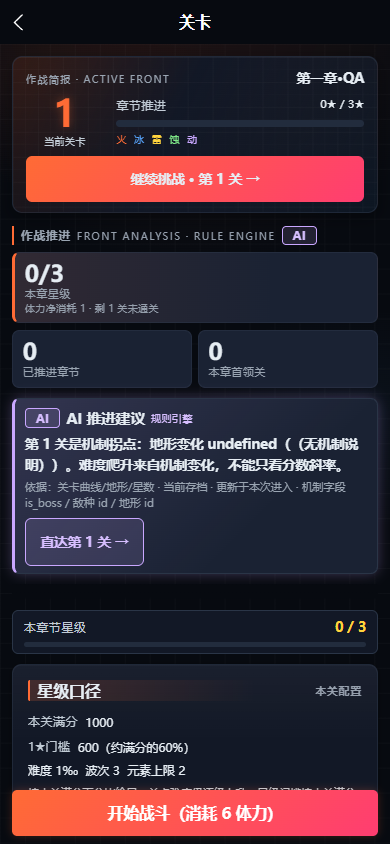 关卡
作战简报 · ACTIVE FRONT
第一章·QA
1
当前关卡
章节推进
0★ / 3★
火 冰 雷 蚀 动
继续挑战 • 第 1 关 →
作战推进 FRONT ANALYSIS · RULE ENGINE AI
0/3
本章星级
体力净消耗 1 · 剩 1 关未通关
0
已推进章节
0
本章首领关
AI AI 推进建议 规则引擎
第 1 关是机制拐点：地形变化 undefined（（无机制说
明））。难度爬升来自机制变化，不能只看分数斜率。
依据：关卡曲线/地形/星数 · 当前存档 · 更新于本次进入 · 机制字段
is_boss / 敌种 id / 地形 id
直达第 1 关 →
本章节星级
0 / 3
星级口径
本关配置
本关满分 1000
1★门槛 600（约满分的60%）
难度 1‰ 波次 3 元素上限 2
开始战斗（消耗 6 体力）